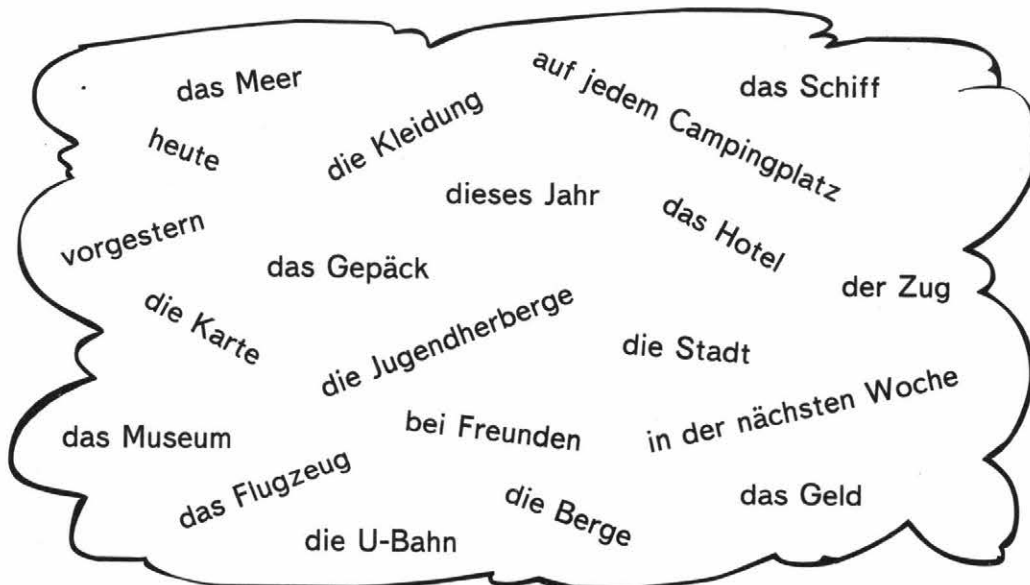 das Meer
auf jedem Campingplatz
das Schiff
heute
die Kleidung
dieses Jahr
das Hotel
vorgestern
das Gepäck
der Zug
die Karte
die Jugendherberge
die Stadt
das Museum
bei Freunden
in der nächsten Woche
das Flugzeug
die Berge
das Geld
die U-Bahn